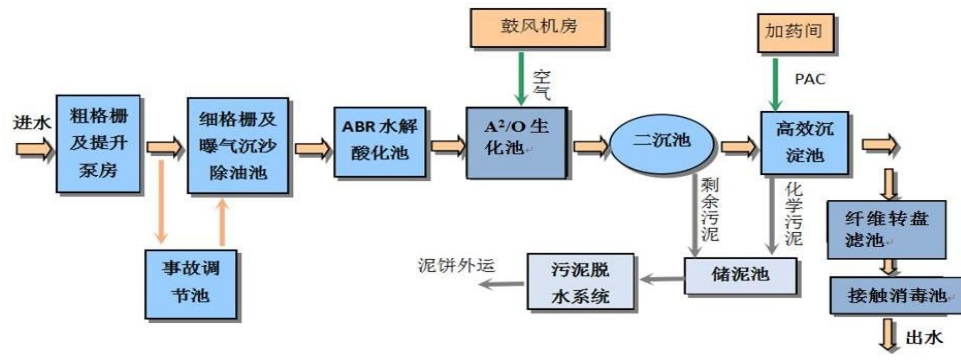 鼓风机房
加药间
空气
PAC
进水
粗格栅
及提升
泵房
细格栅及
曝气沉沙
除油池
ABR 水解
酸化池
A²/O 生
化池
二沉池
高效沉
淀池
剩余污泥
化学污泥
纤维转盘
滤池
事故调
节池
泥饼外运
污泥脱
水系统
储泥池
接触消毒池
出水